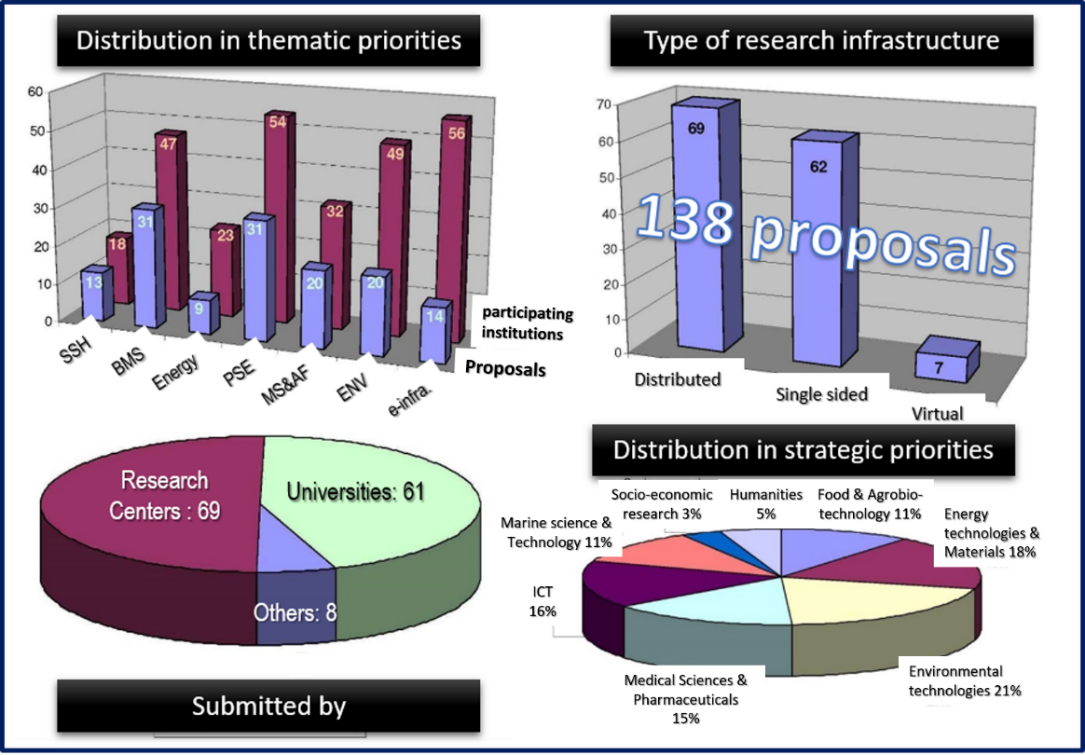 Distribution in thematic priorities
60
50
40
30
20
10
0
18
47
23
54
32
49
56
13
31
9
31
20
20
14
SSH
BMS
Energy
PSE
MS&AF
ENV
e-infra.
participating
institutions
Proposals
Type of research infrastructure
70
60
50
40
30
20
10
0
69
62
7
138 proposals
Distributed
Single sided
Virtual
Research
Centers : 69
Universities: 61
Others: 8
Submitted by
Distribution in strategic priorities
Socio-economic
research 3%
Humanities
5%
Food & Agrobio-
technology 11%
Energy
technologies &
Materials 18%
Marine science &
Technology 11%
ICT
16%
Medical Sciences &
Pharmaceuticals
15%
Environmental
technologies 21%